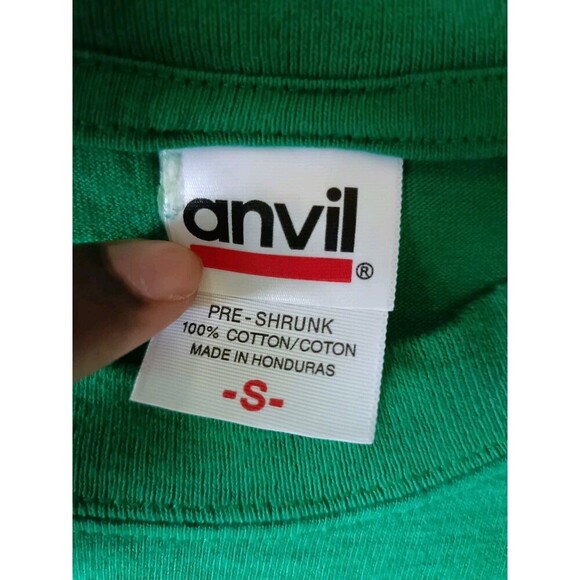 anvil
®
PRE-SHRUNK
100% COTTON/COTON
MADE IN HONDURAS
-S-